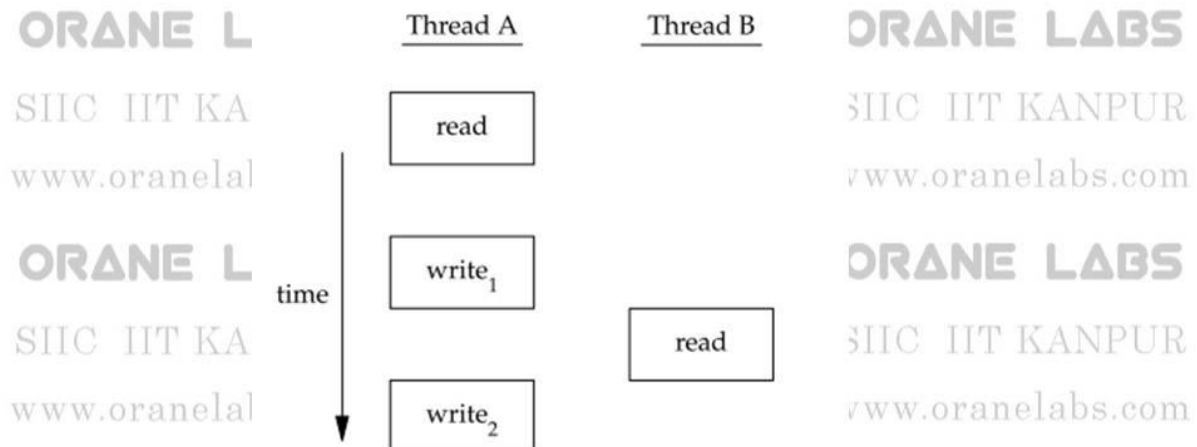 ORANE L Thread A Thread B ORANE LABS
SIIC IIT KA read SIIC IIT KANPUR
www.oranelal www.oranelabs.com
ORANE L write1 ORANE LABS
time
SIIC IIT KA read SIIC IIT KANPUR
www.oranelal write2 www.oranelabs.com